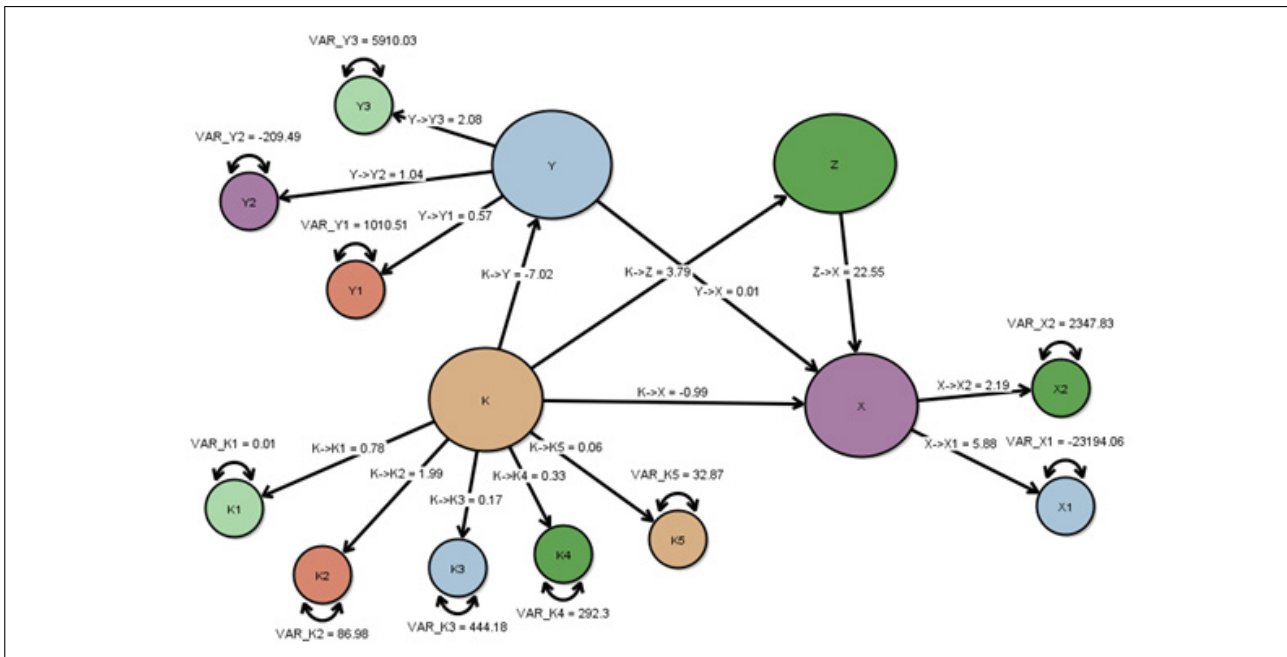 VAR_Y3 = 5910.03
Y3
Y->Y3 = 2.08
VAR_Y2 = -209.49
Y2
Y->Y2 = 1.04
Y
Z
VAR_Y1 = 1010.51
Y->Y1 = 0.57
Y1
K->Y = -7.02
K->Z = 3.79
Y->X = 0.01
Z->X = 22.55
VAR_X2 = 2347.83
X2
X->X2 = 2.19
K
K->X = -0.99
X
X->X1 = 5.88
VAR_X1 = -23194.06
X1
VAR_K1 = 0.01
K->K1 = 0.78
K1
K->K2 = 1.99
K->K3 = 0.17
K->K4 = 0.33
K->K5 = 0.06
VAR_K5 = 32.87
K5
K2
K3
K4
VAR_K2 = 86.98
VAR_K3 = 444.18
VAR_K4 = 292.3